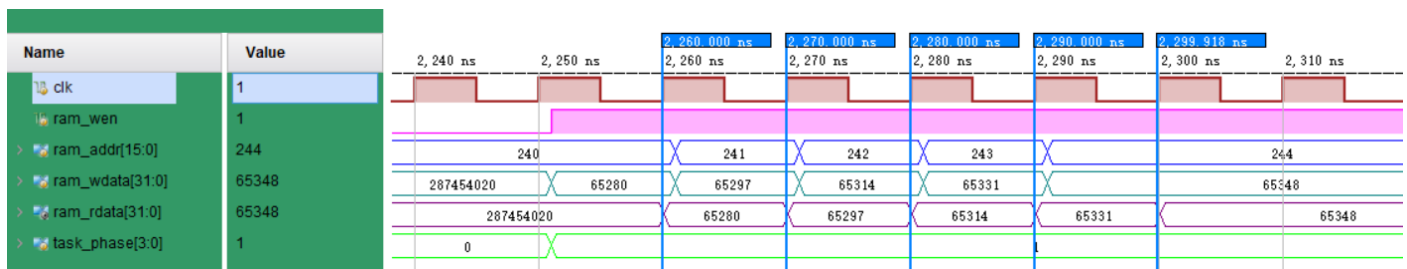 2,260.000 ns 2,270.000 ns 2,280.000 ns 2,290.000 ns 2,299.918 ns
Name Value 2,240 ns 2,250 ns 2,260 ns 2,270 ns 2,280 ns 2,290 ns 2,300 ns 2,310 ns
clk 1
ram_wen 1
ram_addr[15:0] 244 240 241 242 243 244
ram_wdata[31:0] 65348 287454020 65280 65297 65314 65331 65348
ram_rdata[31:0] 65348 287454020 65280 65297 65314 65331 65348
task_phase[3:0] 1 0 1